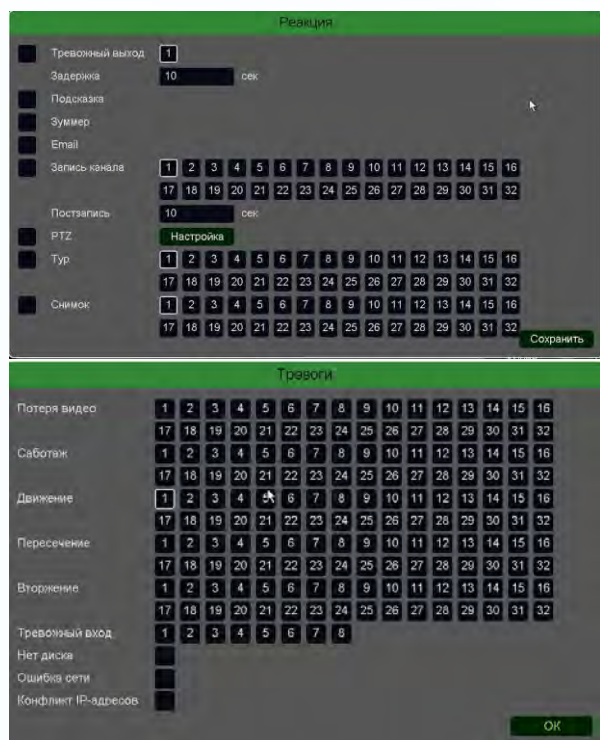 Реакция
Тревожный выход 1
Задержка 10 сек
Подсказка
Зуммер
Email
Запись канала 1 2 3 4 5 6 7 8 9 10 11 12 13 14 15 16
17 18 19 20 21 22 23 24 25 26 27 28 29 30 31 32
Постзапись 10 сек
PTZ Настройка
Тур 1 2 3 4 5 6 7 8 9 10 11 12 13 14 15 16
17 18 19 20 21 22 23 24 25 26 27 28 29 30 31 32
Снимок 1 2 3 4 5 6 7 8 9 10 11 12 13 14 15 16
17 18 19 20 21 22 23 24 25 26 27 28 29 30 31 32
Сохранить
Тревоги
Потеря видео 1 2 3 4 5 6 7 8 9 10 11 12 13 14 15 16
17 18 19 20 21 22 23 24 25 26 27 28 29 30 31 32
Саботаж 1 2 3 4 5 6 7 8 9 10 11 12 13 14 15 16
17 18 19 20 21 22 23 24 25 26 27 28 29 30 31 32
Движение 1 2 3 4 5 6 7 8 9 10 11 12 13 14 15 16
17 18 19 20 21 22 23 24 25 26 27 28 29 30 31 32
Пересечение 1 2 3 4 5 6 7 8 9 10 11 12 13 14 15 16
17 18 19 20 21 22 23 24 25 26 27 28 29 30 31 32
Вторжение 1 2 3 4 5 6 7 8 9 10 11 12 13 14 15 16
17 18 19 20 21 22 23 24 25 26 27 28 29 30 31 32
Тревожный вход 1 2 3 4 5 6 7 8
Нет диска
Ошибка сети
Конфликт IP-адресов
OK